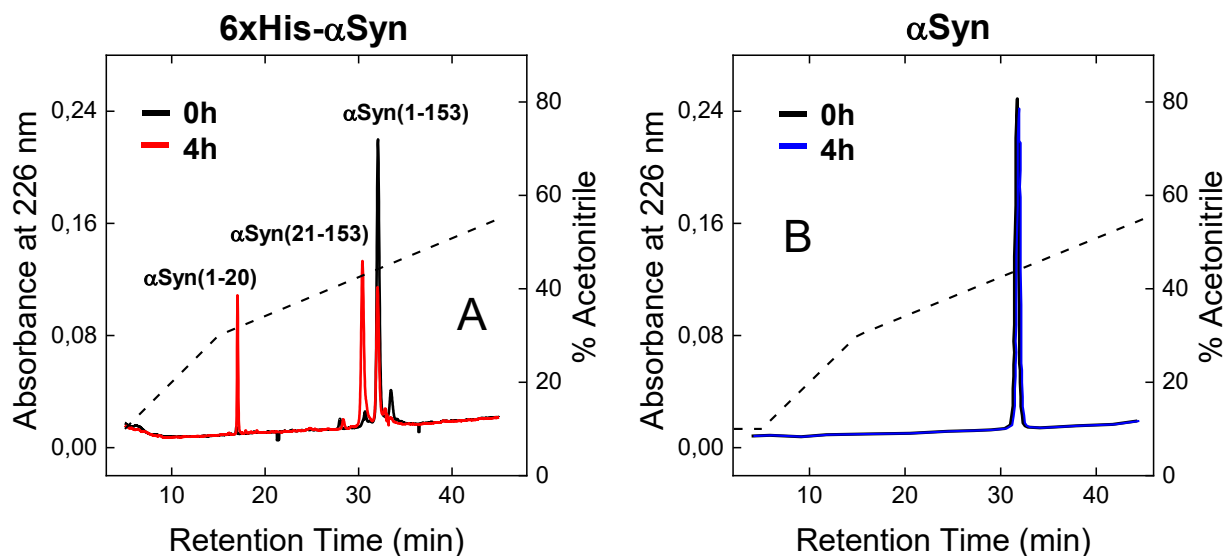 6xHis-αSyn
αSyn
0h
4h
αSyn(1-153)
αSyn(21-153)
αSyn(1-20)
A
0,24
0,16
0,08
0,00
80
60
40
20
0
10
20
30
40
Absorbance at 226 nm
% Acetonitrile
Retention Time (min)
0h
4h
B
0,24
0,16
0,08
0,00
80
60
40
20
0
10
20
30
40
Absorbance at 226 nm
% Acetonitrile
Retention Time (min)